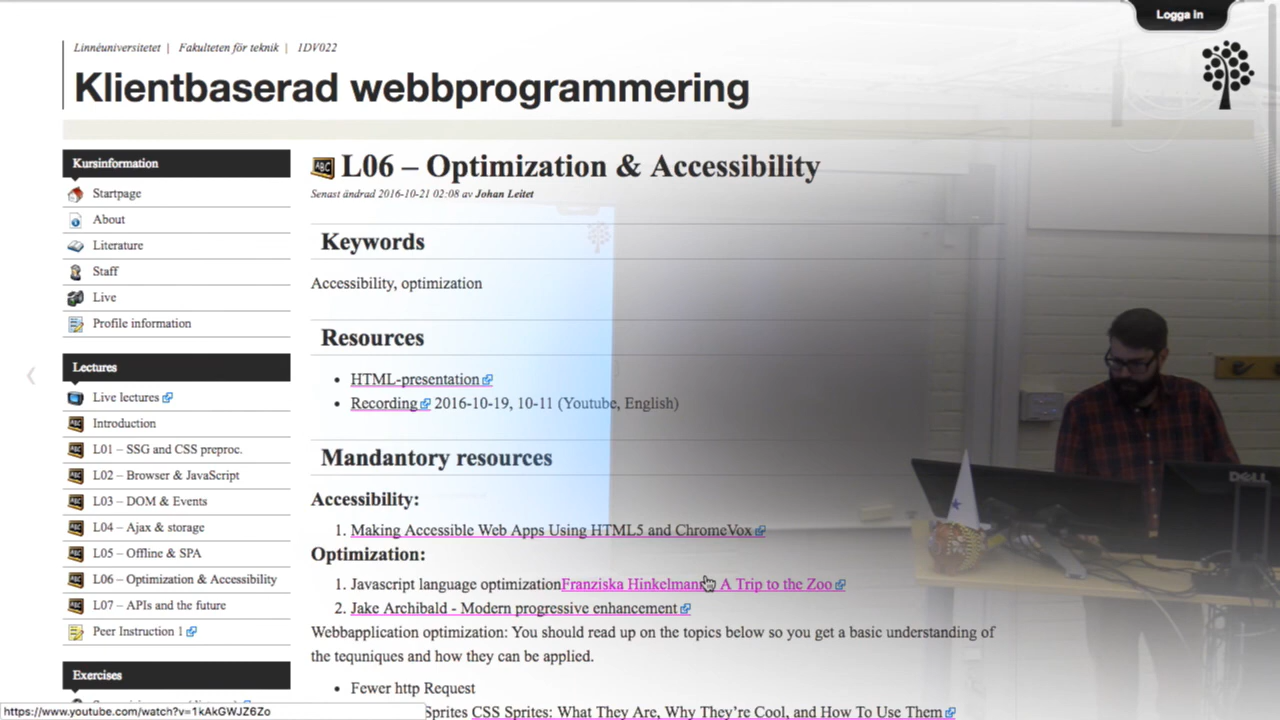 Logga in
Linnéuniversitetet | Fakulteten för teknik | 1DV022
Klientbaserad webbprogrammering
Kursinformation
Startpage
About
Literature
Staff
Live
Profile information
Lectures
Live lectures
Introduction
L01 – SSG and CSS preproc.
L02 – Browser & JavaScript
L03 – DOM & Events
L04 – Ajax & storage
L05 – Offline & SPA
L06 – Optimization & Accessibility
L07 – APIs and the future
Peer Instruction 1
Exercises
L06 – Optimization & Accessibility
Senast ändrad 2016-10-21 02:08 av Johan Leitet
Keywords
Accessibility, optimization
Resources
• HTML-presentation
• Recording 2016-10-19, 10-11 (Youtube, English)
Mandantory resources
Accessibility:
1. Making Accessible Web Apps Using HTML5 and ChromeVox
Optimization:
1. Javascript language optimizationFranziska Hinkelmann: A Trip to the Zoo
2. Jake Archibald - Modern progressive enhancement
Webbapplication optimization: You should read up on the topics below so you get a basic understanding of
the tequniques and how they can be applied.
• Fewer http Request
Sprites CSS Sprites: What They Are, Why They’re Cool, and How To Use Them
https://www.youtube.com/watch?v=1kAkGWJZ6Zo
DELL